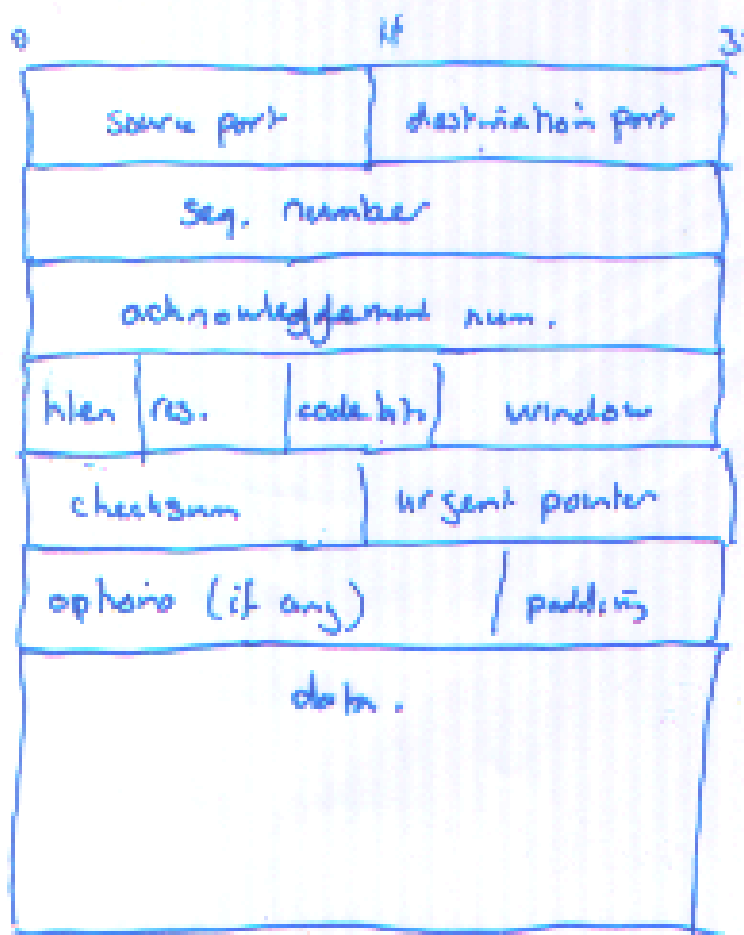 0 16 3
source port destination port
seq. number
acknowledgement num.
hlen res. code bits window
checksum urgent pointer
options (if any) padding
data.